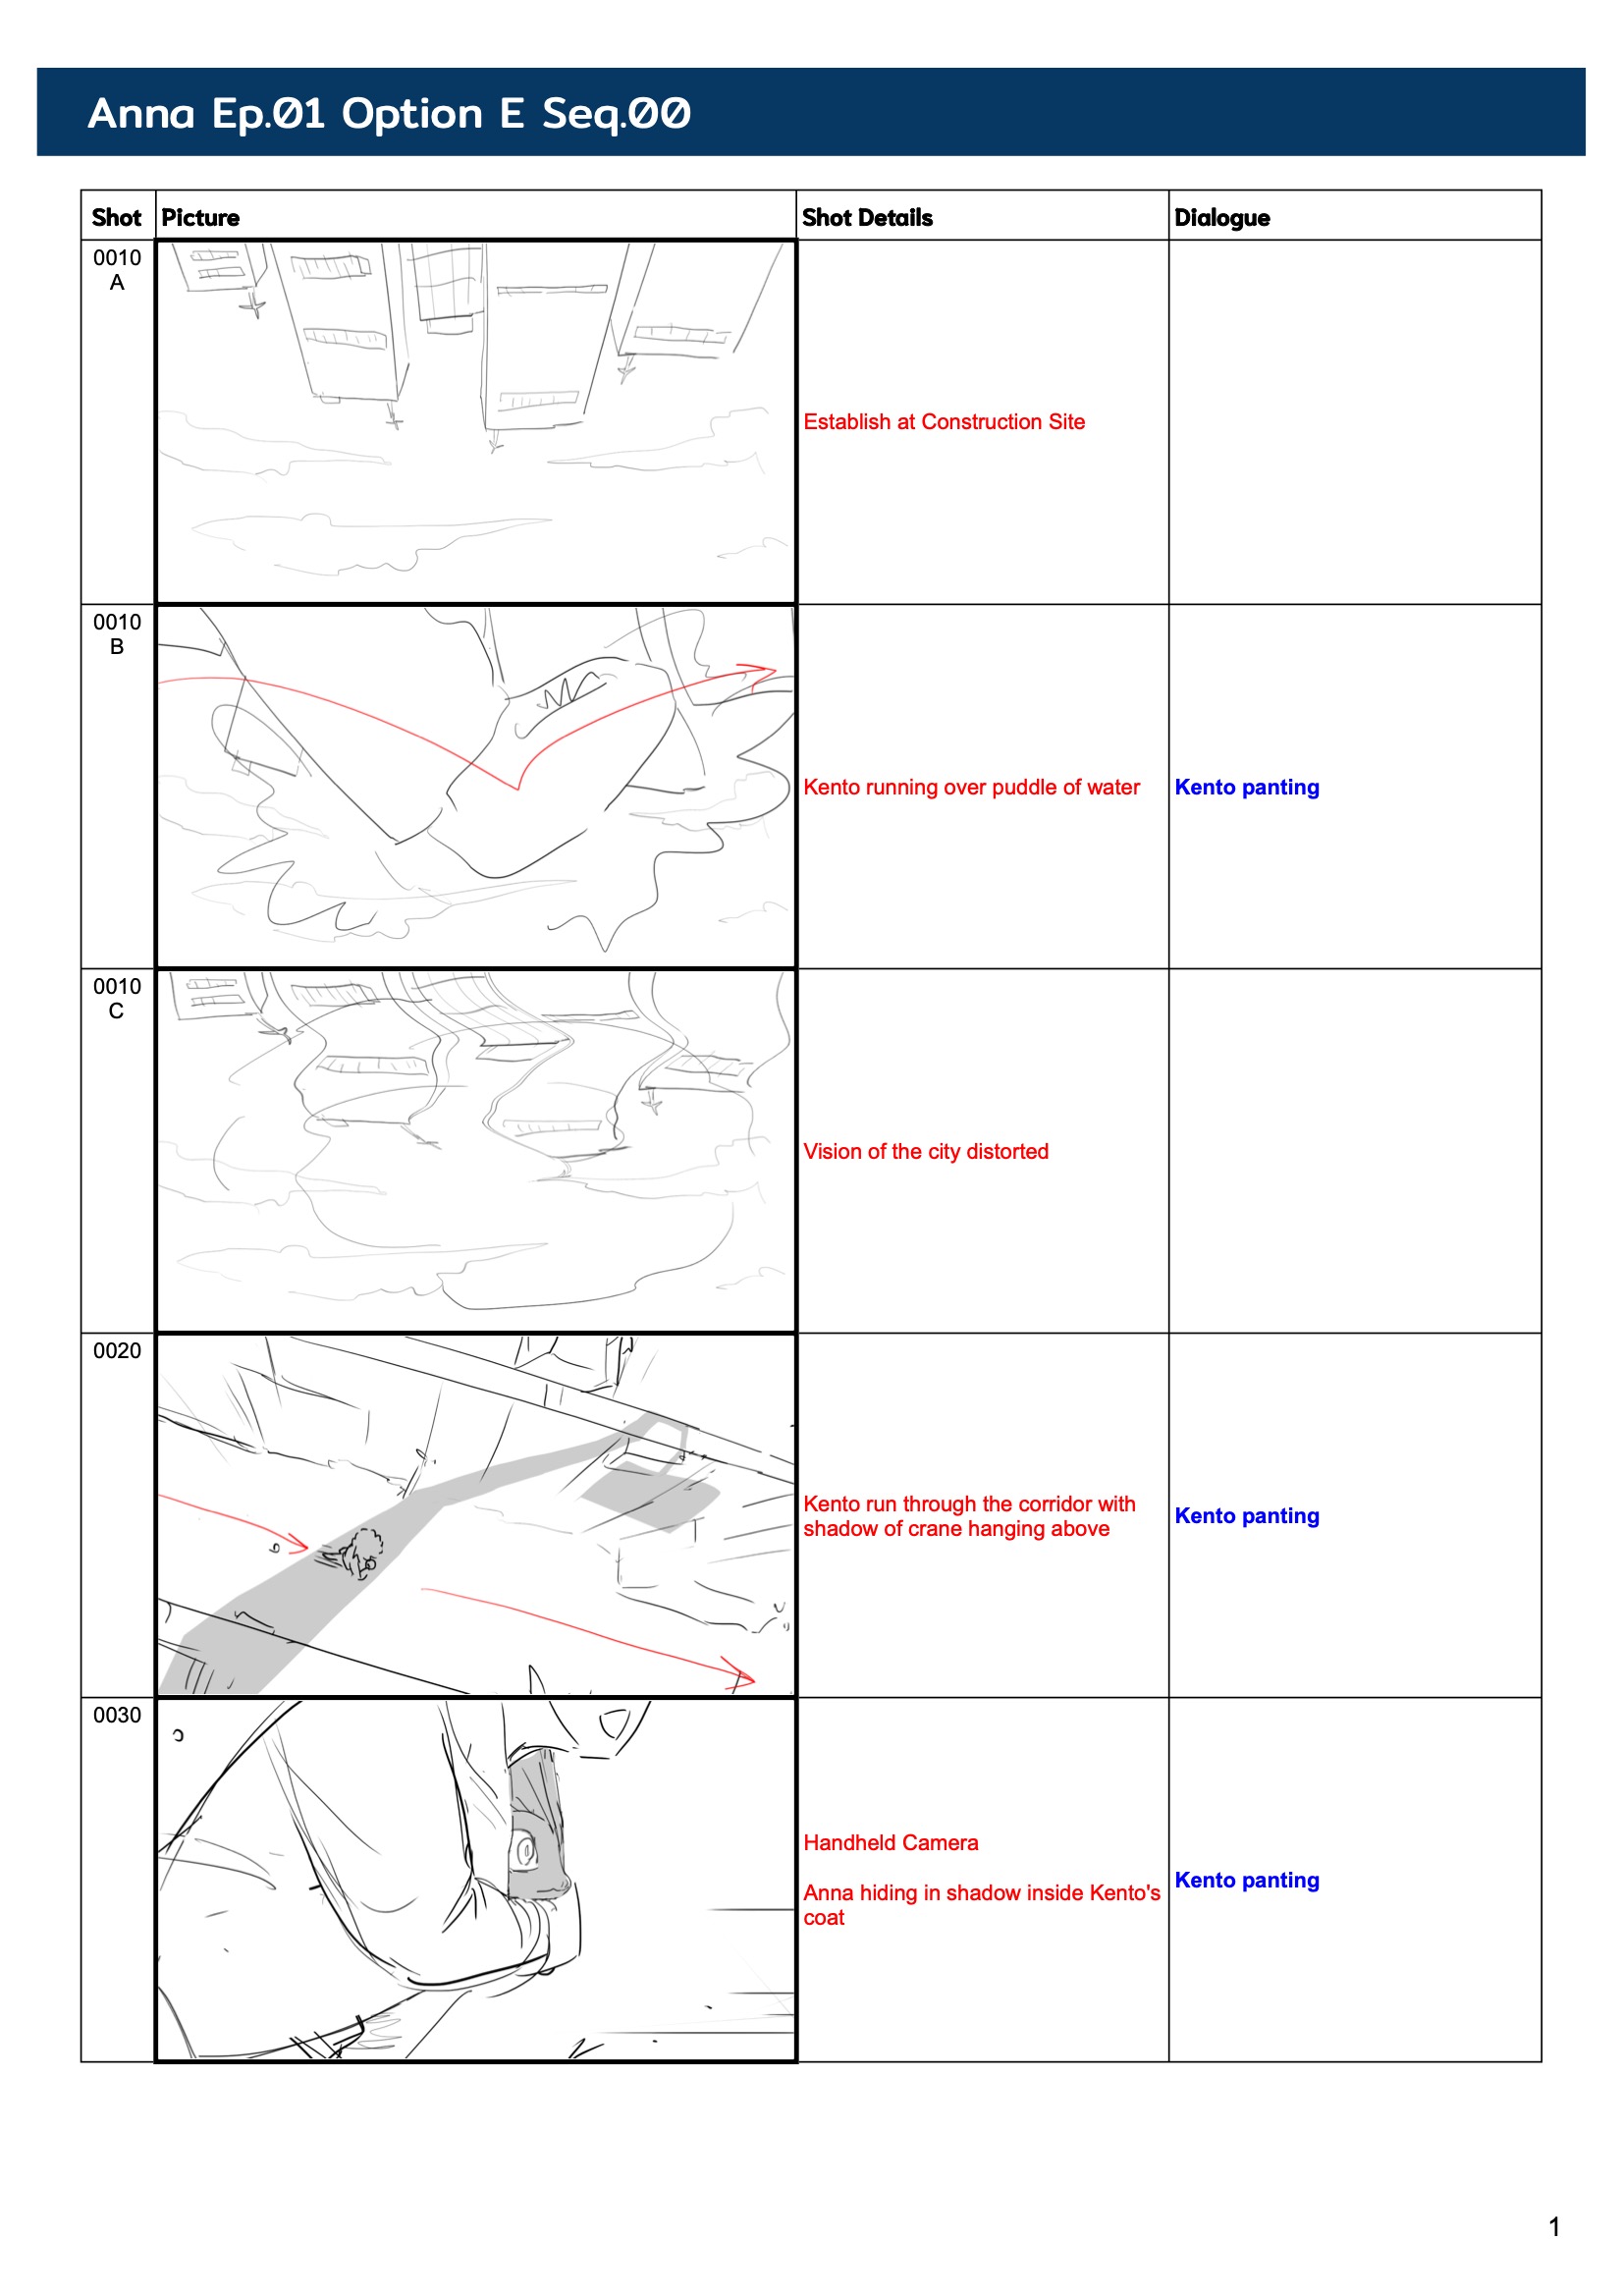 Anna Ep.01 Option E Seq.00
Shot Picture Shot Details Dialogue
0010
A
Establish at Construction Site
0010
B
Kento running over puddle of water
Kento panting
0010
C
Vision of the city distorted
0020
Kento run through the corridor with
shadow of crane hanging above
Kento panting
0030
Handheld Camera
Anna hiding in shadow inside Kento's
coat
Kento panting
1